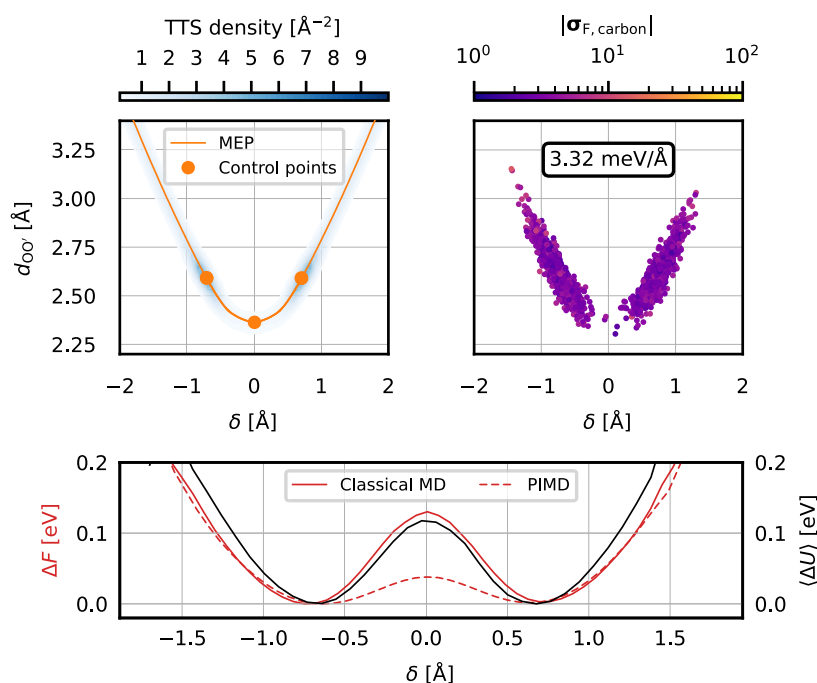 TTS density [Å⁻²]
1 2 3 4 5 6 7 8 9
|σF, carbon|
10⁰ 10¹ 10²
MEP
Control points
3.32 meV/Å
3.25
3.00
2.75
2.50
2.25
dOO′ [Å]
−2 −1 0 1 2
δ [Å]
−2 −1 0 1 2
δ [Å]
Classical MD PIMD
0.2
0.1
0.0
ΔF [eV]
0.2
0.1
0.0
⟨ΔU⟩ [eV]
−1.5 −1.0 −0.5 0.0 0.5 1.0 1.5
δ [Å]